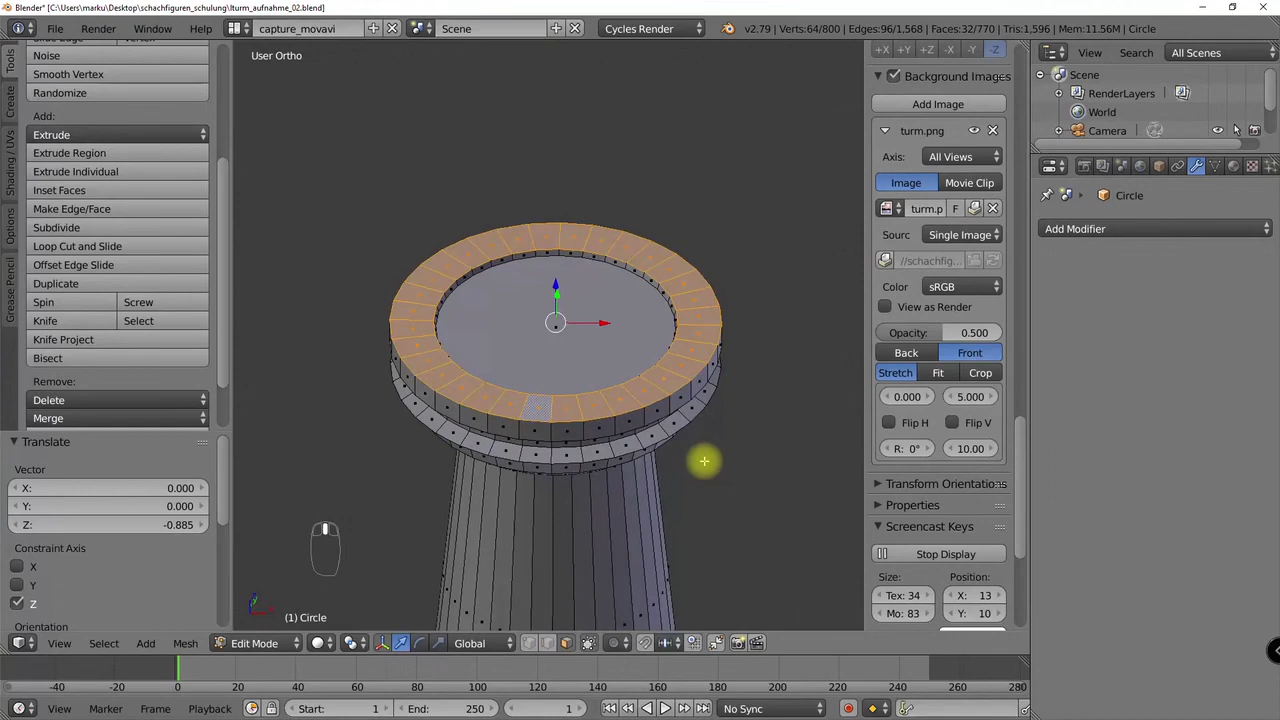 Blender* [C:\Users\marku\Desktop\schachfiguren_schulung\turm_aufnahme_02.blend]
File Render Window Help capture_movavi Scene Cycles Render v2.79 | Verts:64/800 | Edges:96/1,568 | Faces:32/770 | Tris:1,596 | Mem:11.56M | Circle
Tools
Create
Shading / UVs
Options
Grease Pencil
Noise
Smooth Vertex
Randomize
Add:
Extrude
Extrude Region
Extrude Individual
Inset Faces
Make Edge/Face
Subdivide
Loop Cut and Slide
Offset Edge Slide
Duplicate
Spin Screw
Knife Select
Knife Project
Bisect
Remove:
Delete
Merge
Translate
Vector
X: 0.000
Y: 0.000
Z: -0.885
Constraint Axis
X
Y
Z
Orientation
User Ortho
(1) Circle
+X +Y +Z -X -Y -Z
Background Images
Add Image
turm.png
Axis: All Views
Image Movie Clip
turm.p F
Sourc Single Image
//schachfig...
Color sRGB
View as Render
Opacity: 0.500
Back Front
Stretch Fit Crop
0.000 5.000
Flip H Flip V
R: 0° 10.00
Transform Orientations
Properties
Screencast Keys
Stop Display
Size: Position:
Tex: 34 X: 13
Mo: 83 Y: 10
View Search All Scenes
Scene
RenderLayers
World
Camera
Circle
Add Modifier
View Select Add Mesh Edit Mode Global
-40 -20 0 20 40 60 80 100 120 140 160 180 200 220 240 260 280
View Marker Frame Playback Start: 1 End: 250 1 No Sync